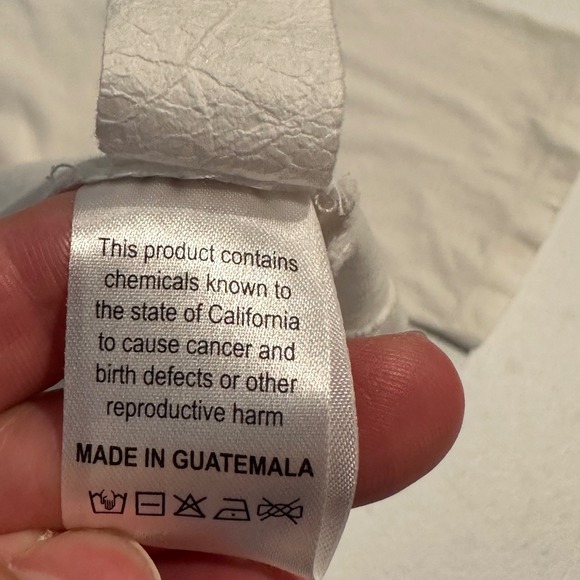 This product contains
chemicals known to
the state of California
to cause cancer and
birth defects or other
reproductive harm
MADE IN GUATEMALA